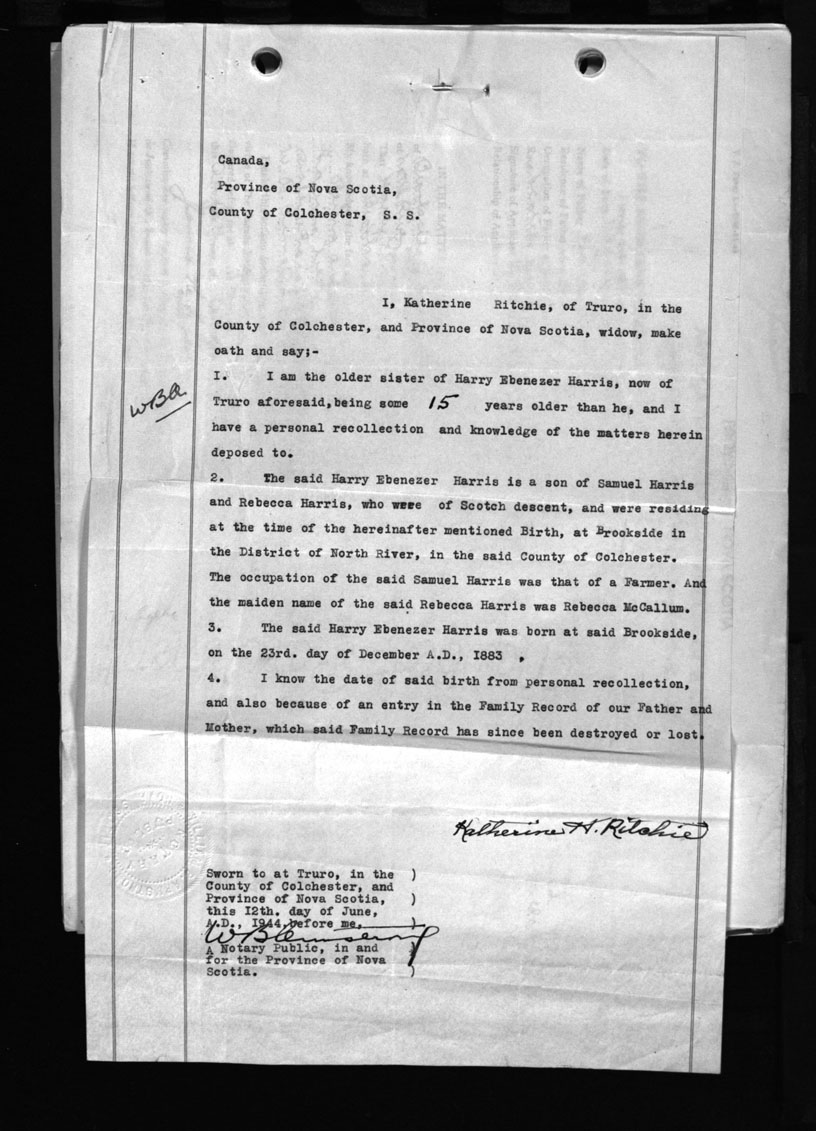 Canada,
Province of Nova Scotia,
County of Colchester, S. S.
I, Katherine Ritchie, of Truro, in the
County of Colchester, and Province of Nova Scotia, widow, make
oath and say;-
I. I am the older sister of Harry Ebenezer Harris, now of
WBA
Truro aforesaid, being some 15 years older than he, and I
have a personal recollection and knowledge of the matters herein
deposed to.
2. The said Harry Ebenezer Harris is a son of Samuel Harris
and Rebecca Harris, who were of Scotch descent, and were residing
at the time of the hereinafter mentioned Birth, at Brookside in
the District of North River, in the said County of Colchester.
The occupation of the said Samuel Harris was that of a Farmer. And
the maiden name of the said Rebecca Harris was Rebecca McCallum.
3. The said Harry Ebenezer Harris was born at said Brookside,
on the 23rd. day of December A.D., I883 ,
4. I know the date of said birth from personal recollection,
and also because of an entry in the Family Record of our Father and
Mother, which said Family Record has since been destroyed or lost.
Katherine H. Ritchie
Sworn to at Truro, in the )
County of Colchester, and
Province of Nova Scotia, )
this I2th. day of June,
A.D., I944, before me, )
A Notary Public, in and )
for the Province of Nova
Scotia. )